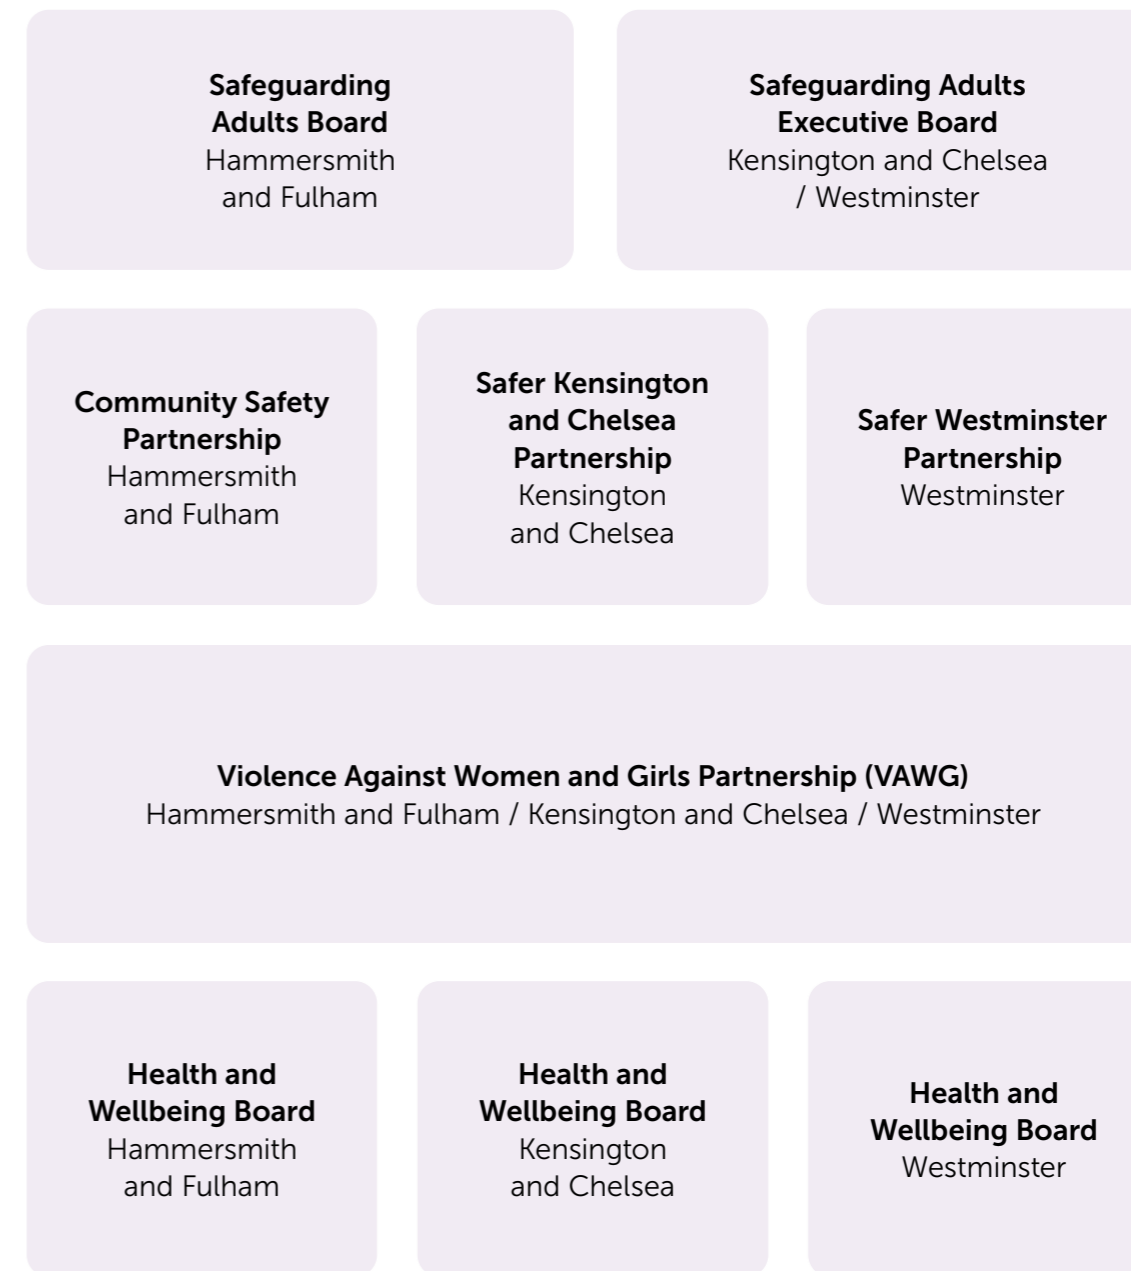 Safeguarding
Adults Board
Hammersmith
and Fulham
Safeguarding Adults
Executive Board
Kensington and Chelsea
/ Westminster
Community Safety
Partnership
Hammersmith
and Fulham
Safer Kensington
and Chelsea
Partnership
Kensington
and Chelsea
Safer Westminster
Partnership
Westminster
Violence Against Women and Girls Partnership (VAWG)
Hammersmith and Fulham / Kensington and Chelsea / Westminster
Health and
Wellbeing Board
Hammersmith
and Fulham
Health and
Wellbeing Board
Kensington
and Chelsea
Health and
Wellbeing Board
Westminster